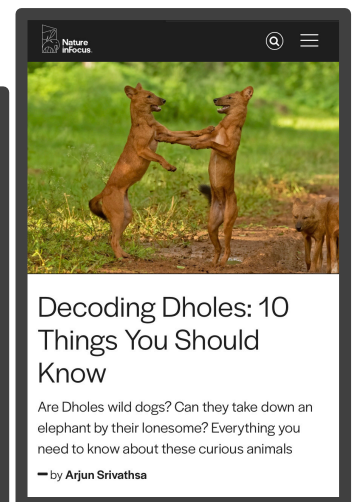 Nature
inFocus
Decoding Dholes: 10
Things You Should
Know
Are Dholes wild dogs? Can they take down an
elephant by their lonesome? Everything you
need to know about these curious animals
— by Arjun Srivathsa